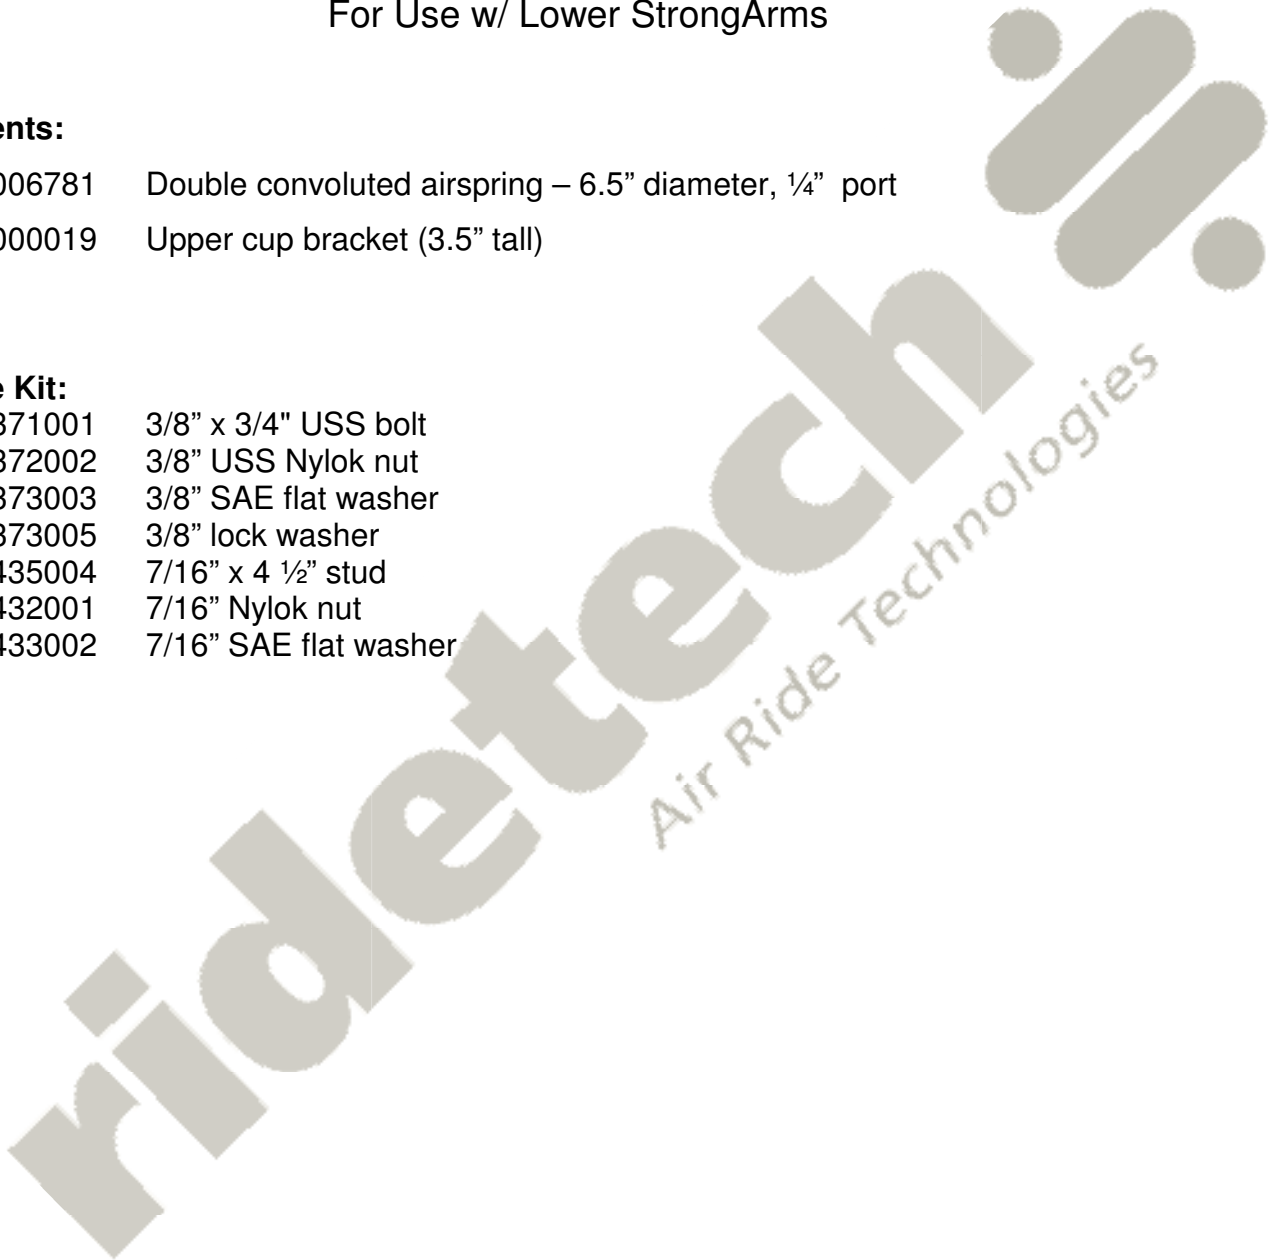 For Use w/ Lower StrongArms
ents:
006781 Double convoluted airspring – 6.5” diameter, ¼” port
000019 Upper cup bracket (3.5” tall)
e Kit:
371001 3/8” x 3/4" USS bolt
372002 3/8” USS Nylok nut
373003 3/8” SAE flat washer
373005 3/8” lock washer
435004 7/16” x 4 ½” stud
432001 7/16” Nylok nut
433002 7/16” SAE flat washer
ridetech
Air Ride Technologies